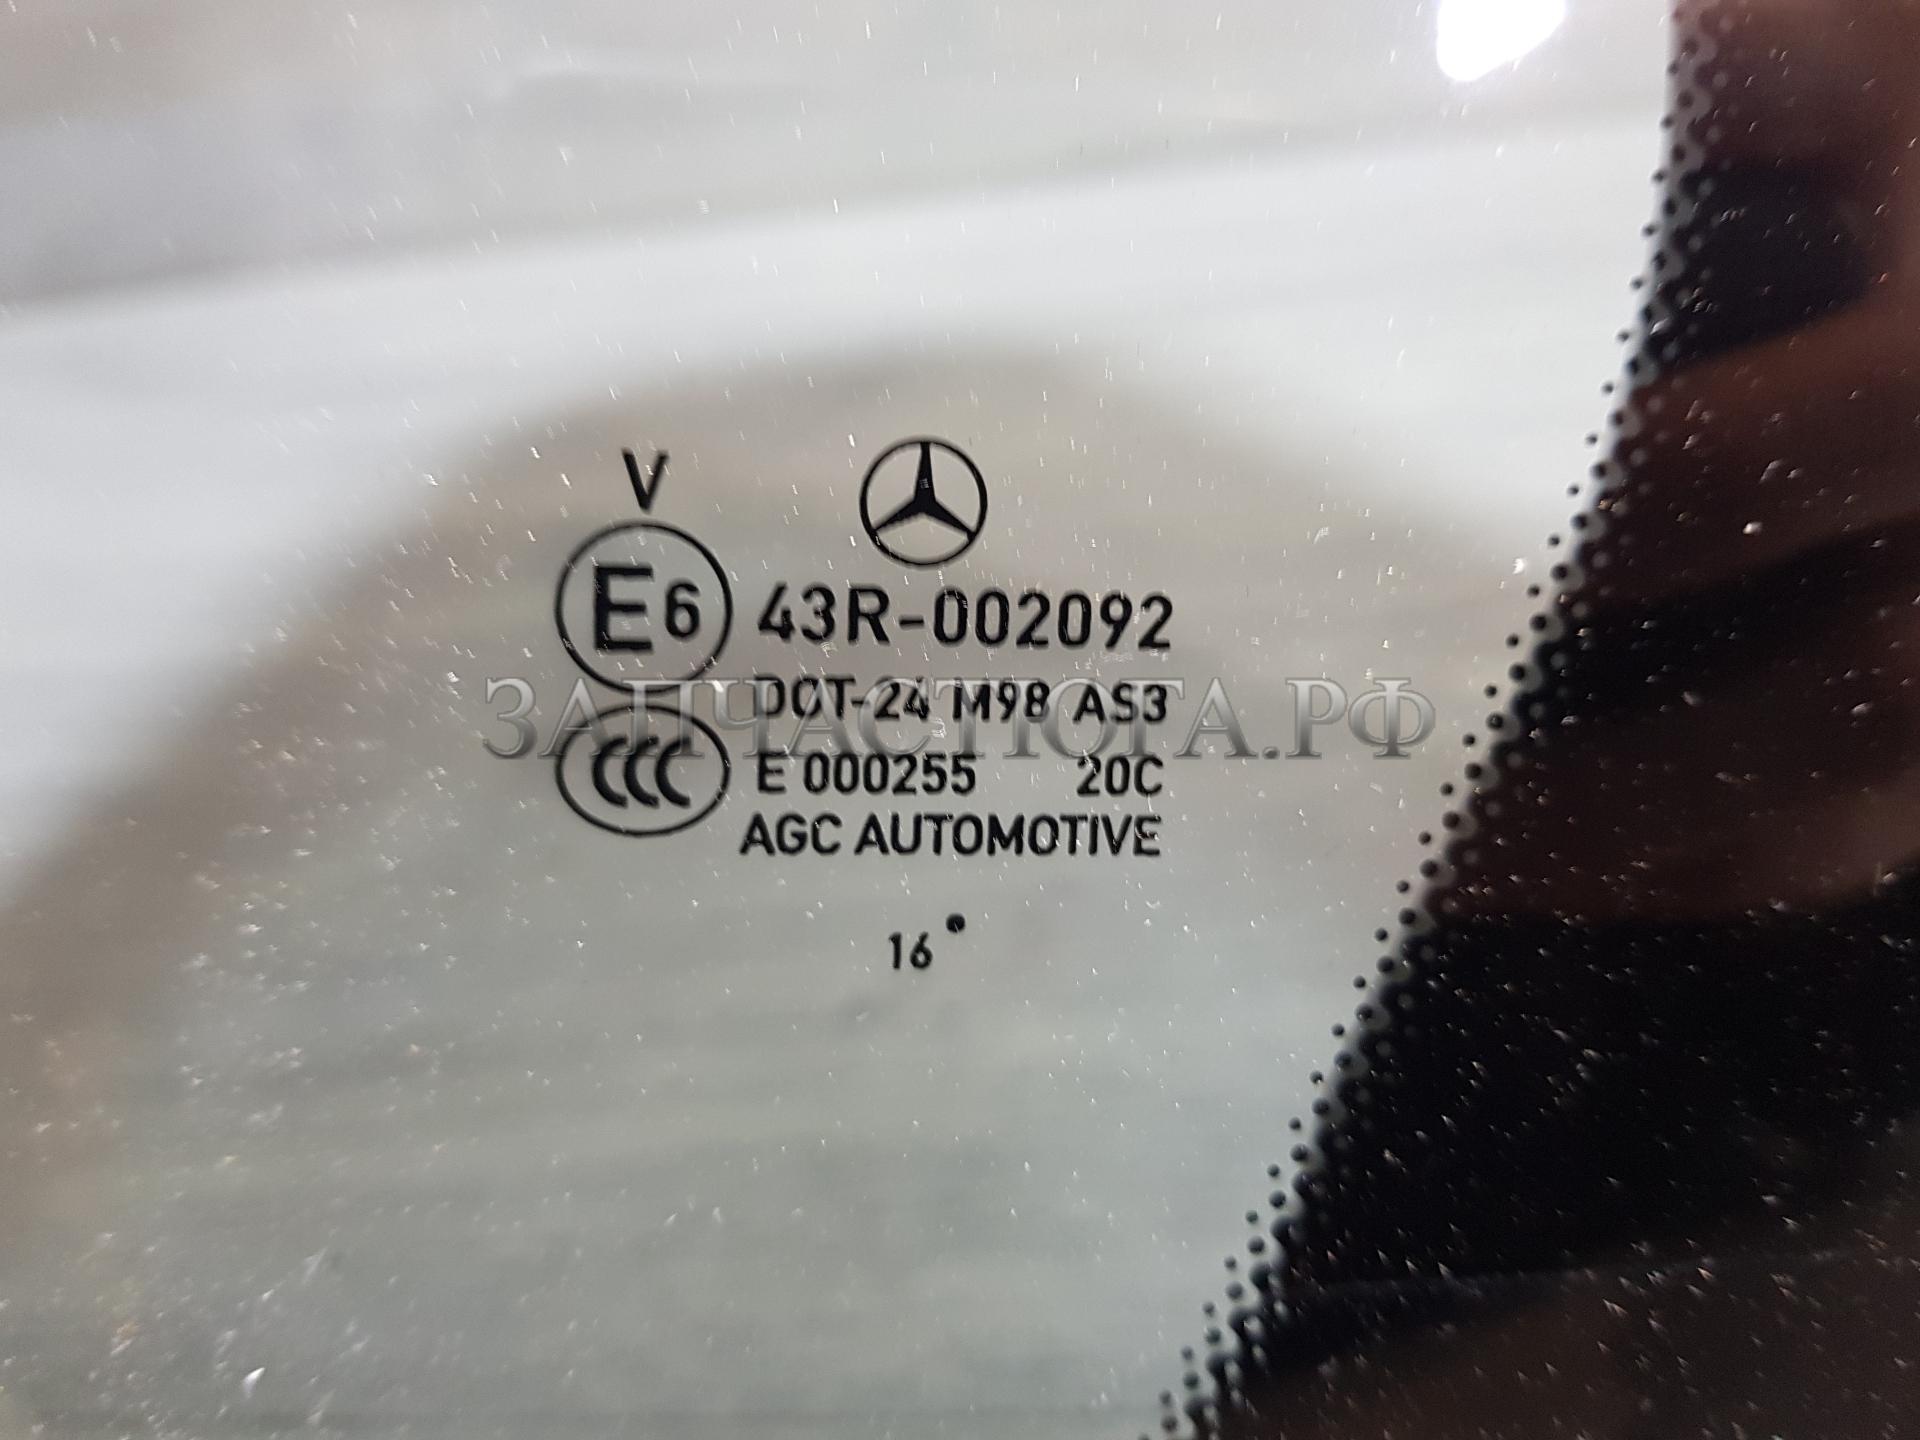 V
E6 43R-002092
DOT-24 M98 AS3
ЗАПЧАСТЮГА.РФ
CCC E 000255 20C
AGC AUTOMOTIVE
16